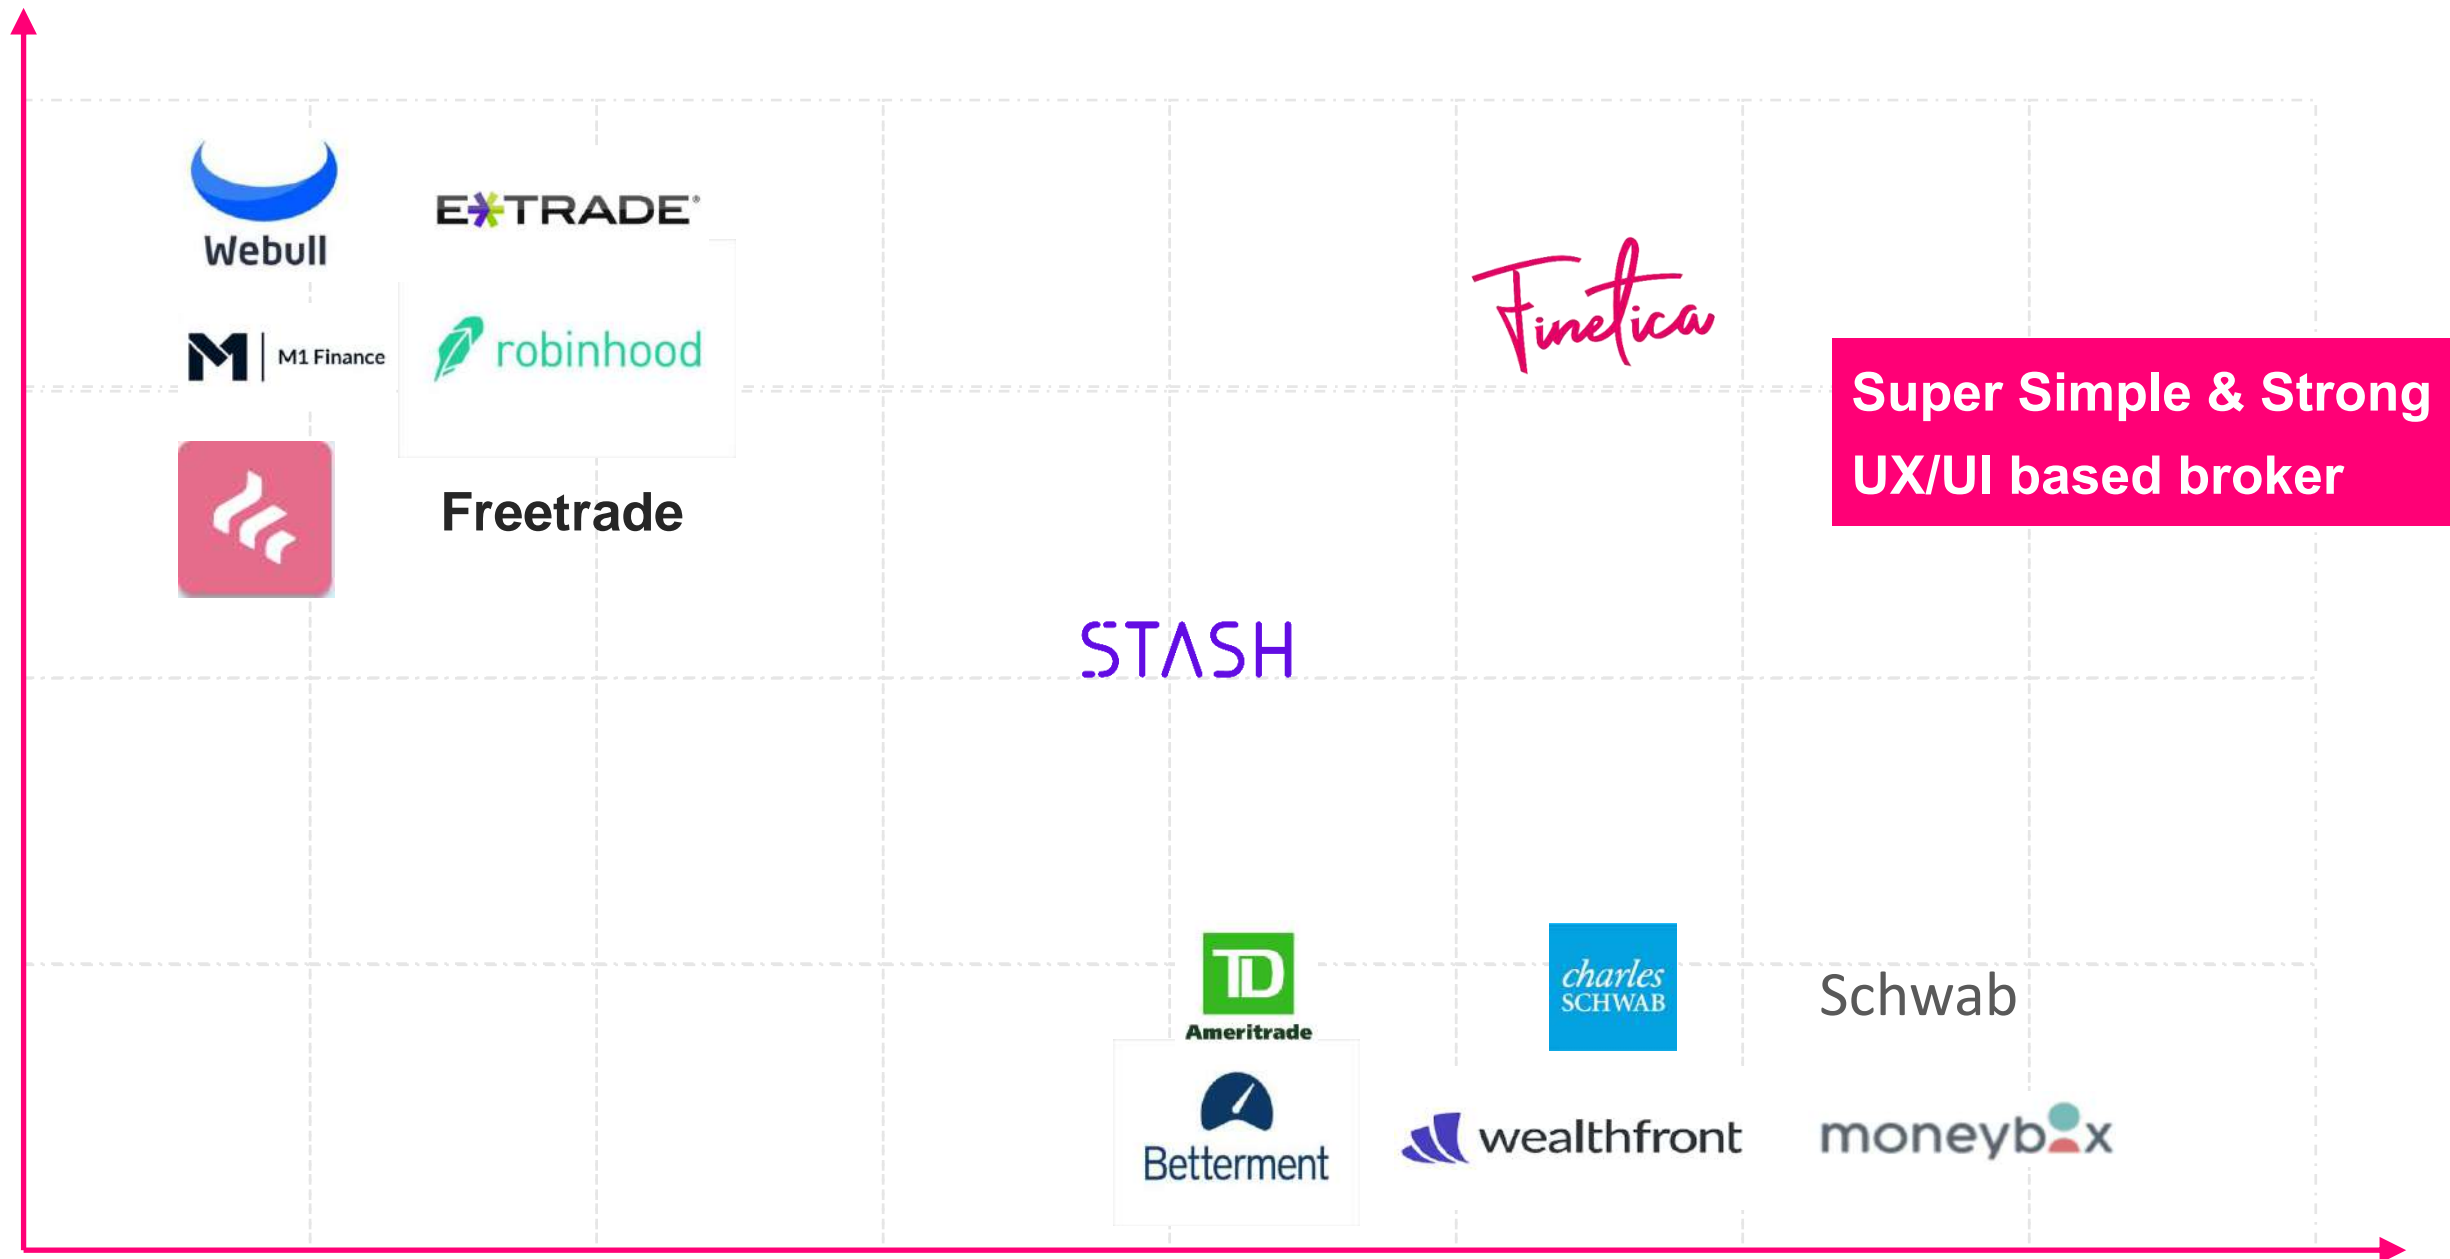 Webull
E*TRADE®
M1 Finance
robinhood
Finetica
Super Simple & Strong
UX/UI based broker
Freetrade
STASH
TD
Ameritrade
charles
SCHWAB
Schwab
Betterment
wealthfront
moneybox